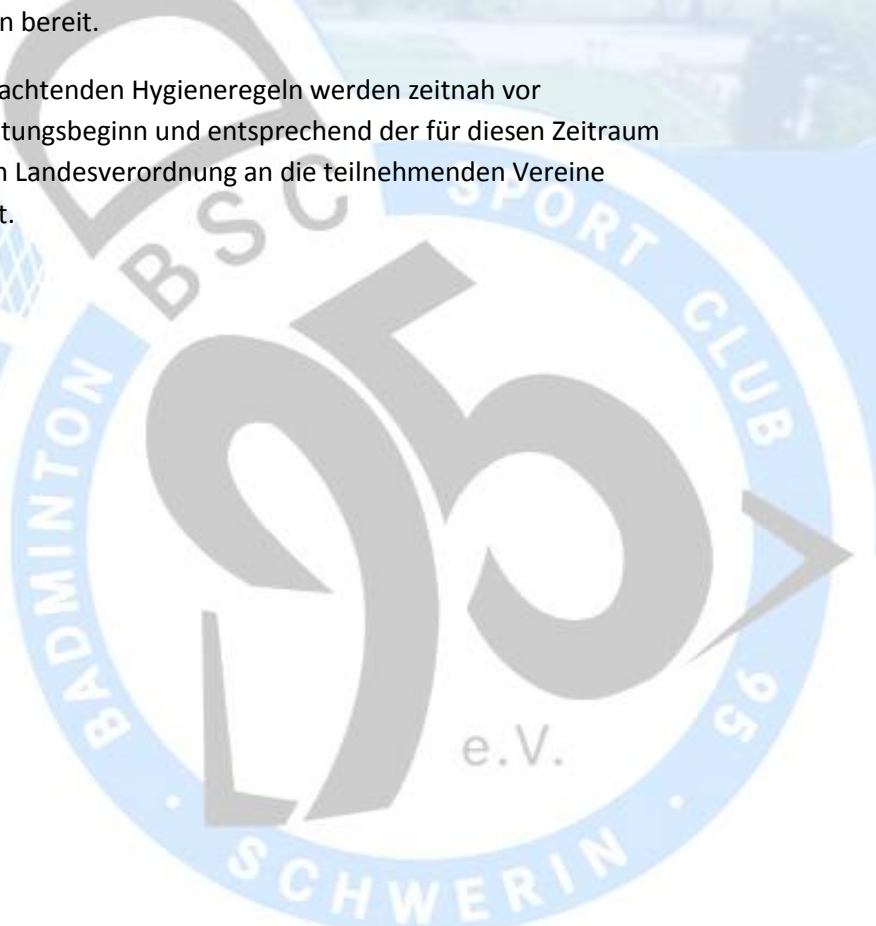 n bereit.
achtenden Hygieneregeln werden zeitnah vor
tungsbeginn und entsprechend der für diesen Zeitraum
n Landesverordnung an die teilnehmenden Vereine
t.
BSC
BADMINTON SPORT CLUB 95
95
e.V.
· SCHWERIN ·